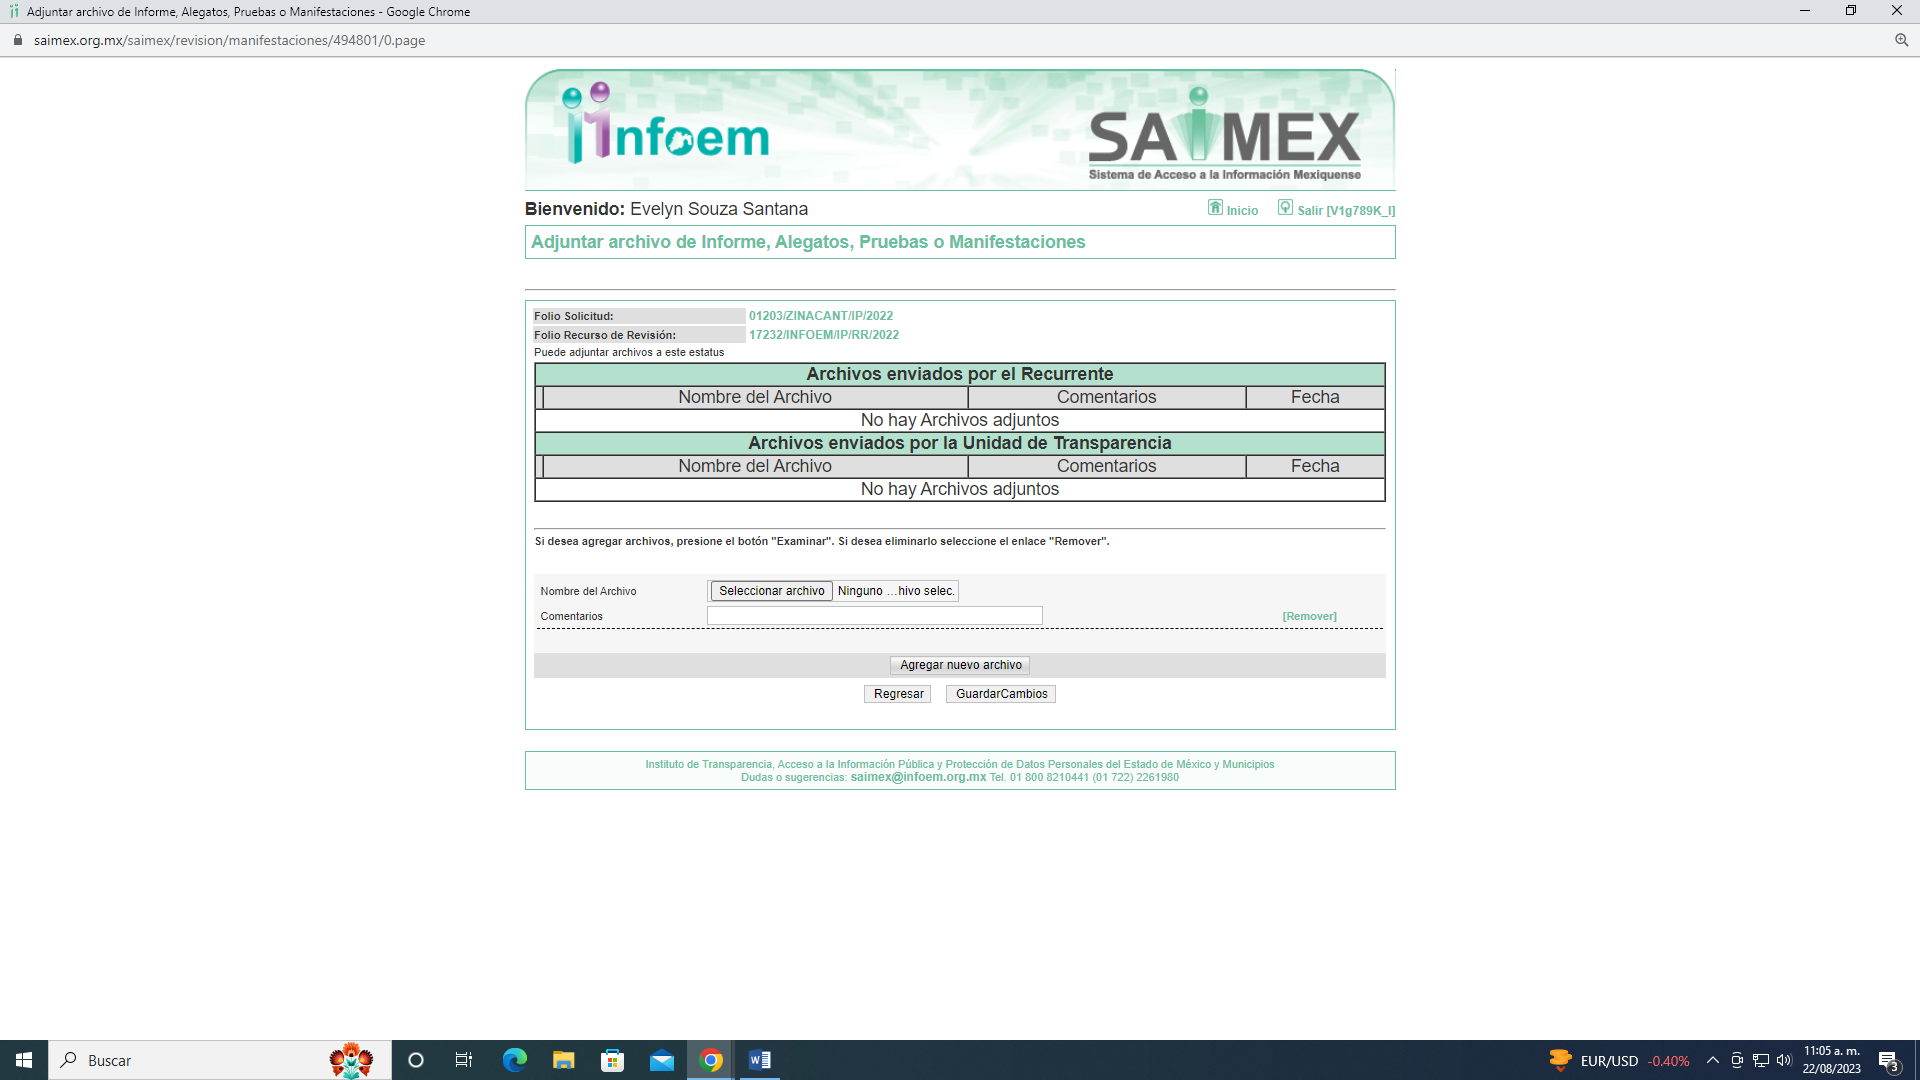 Adjuntar archivo de Informe, Alegatos, Pruebas o Manifestaciones - Google Chrome
saimex.org.mx/saimex/revision/manifestaciones/494801/0.page
infoem
SAIMEX
Sistema de Acceso a la Información Mexiquense
Bienvenido: Evelyn Souza Santana
Inicio Salir [V1g789K_I]
Adjuntar archivo de Informe, Alegatos, Pruebas o Manifestaciones
Folio Solicitud: 01203/ZINACANT/IP/2022
Folio Recurso de Revisión: 17232/INFOEM/IP/RR/2022
Puede adjuntar archivos a este estatus
Archivos enviados por el Recurrente
Nombre del Archivo Comentarios Fecha
No hay Archivos adjuntos
Archivos enviados por la Unidad de Transparencia
Nombre del Archivo Comentarios Fecha
No hay Archivos adjuntos
Si desea agregar archivos, presione el botón "Examinar". Si desea eliminarlo seleccione el enlace "Remover".
Nombre del Archivo Seleccionar archivo Ninguno ...hivo selec.
Comentarios [Remover]
Agregar nuevo archivo
Regresar GuardarCambios
Instituto de Transparencia, Acceso a la Información Pública y Protección de Datos Personales del Estado de México y Municipios
Dudas o sugerencias: saimex@infoem.org.mx Tel. 01 800 8210441 (01 722) 2261980
Buscar
EUR/USD -0.40%
11:05 a. m.
22/08/2023
3